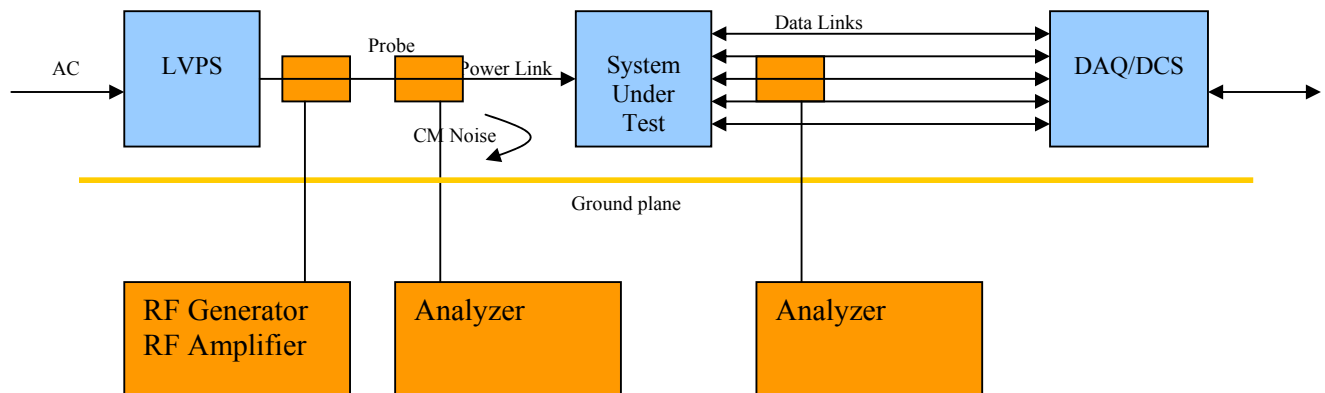 Data Links
Probe
AC
LVPS
Power Link
System
Under
Test
DAQ/DCS
CM Noise
Ground plane
RF Generator
RF Amplifier
Analyzer
Analyzer